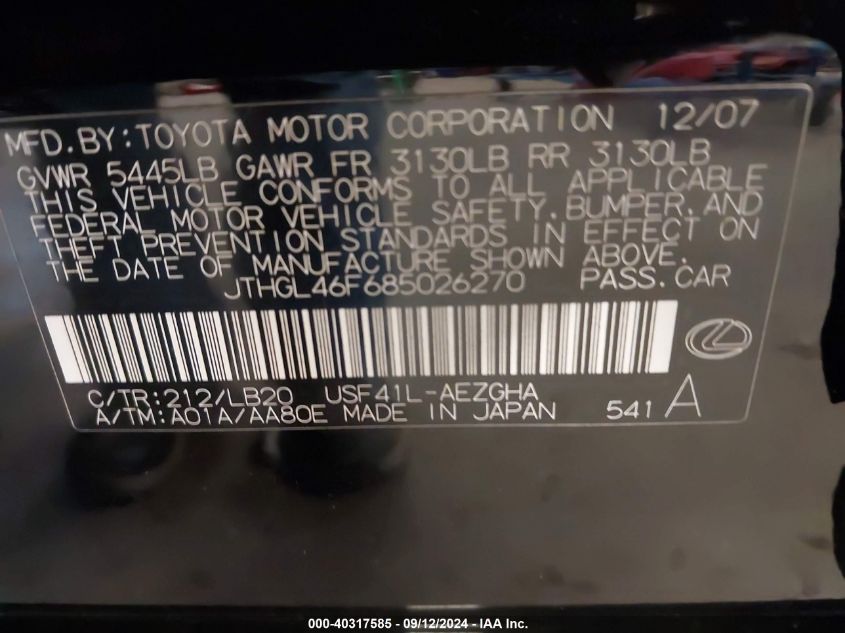 MFD.BY:TOYOTA MOTOR CORPORATION 12/07
GVWR 5445LB GAWR FR 3130LB RR 3130LB
THIS VEHICLE CONFORMS TO ALL APPLICABLE
FEDERAL MOTOR VEHICLE SAFETY,BUMPER,AND
THEFT PREVENTION STANDARDS IN EFFECT ON
THE DATE OF MANUFACTURE SHOWN ABOVE.
JTHGL46F685026270 PASS.CAR
C/TR:212/LB20 USF41L-AEZGHA
A/TM:A01A/AA80E MADE IN JAPAN 541 A
000-40317585 - 09/12/2024 - IAA Inc.